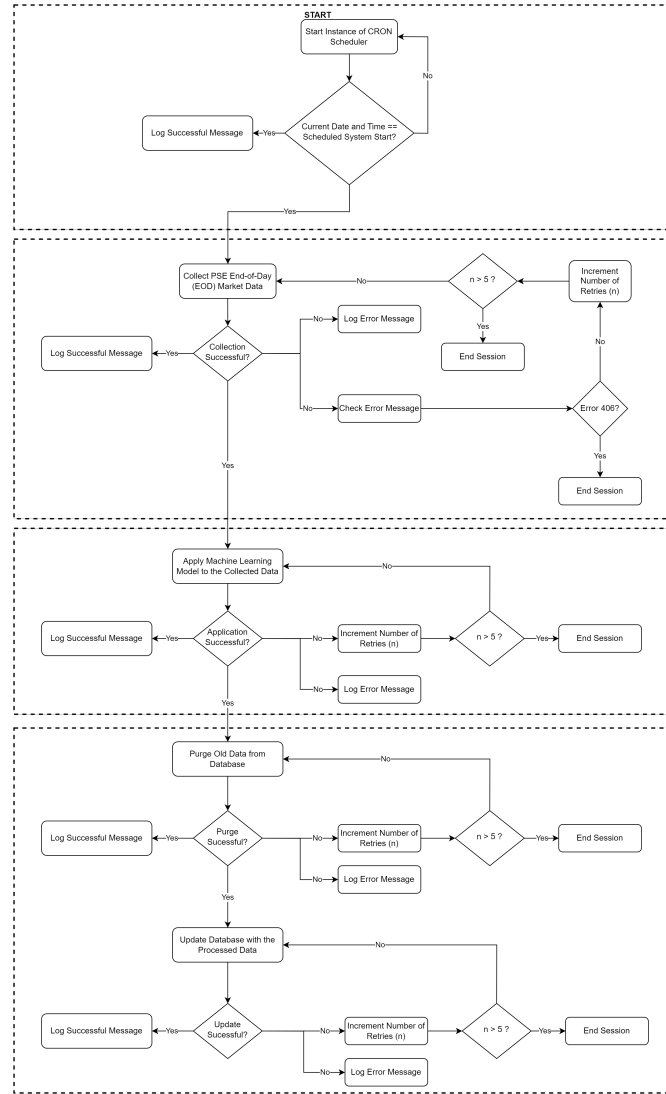 START
Start Instance of CRON
Scheduler
No
Current Date and Time ==
Scheduled System Start?
Yes
Log Successful Message
Yes
Collect PSE End-of-Day
(EOD) Market Data
No
n > 5 ?
Increment
Number of
Retries (n)
Yes
End Session
No
Log Error Message
Collection
Successful?
Yes
Log Successful Message
No
No
Check Error Message
Error 406?
Yes
End Session
Yes
Apply Machine Learning
Model to the Collected Data
No
Log Successful Message
Yes
Application
Successful?
No
Increment Number of
Retries (n)
n > 5 ?
Yes
End Session
No
Log Error Message
Yes
Purge Old Data from
Database
No
Log Successful Message
Yes
Purge
Sucessful?
No
Increment Number of
Retries (n)
n > 5 ?
Yes
End Session
No
Log Error Message
Yes
Update Database with the
Processed Data
No
Log Successful Message
Yes
Update
Sucessful?
No
Increment Number of
Retries (n)
n > 5 ?
Yes
End Session
No
Log Error Message